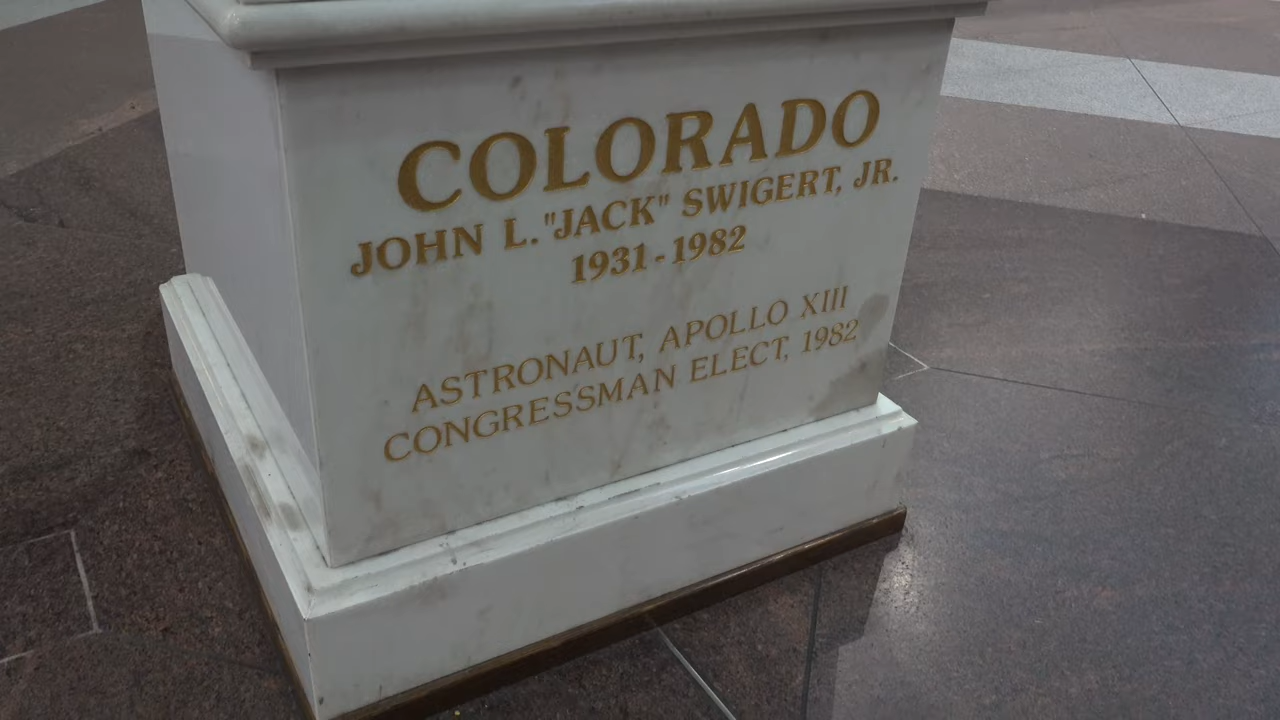 COLORADO
JOHN L. "JACK" SWIGERT, JR.
1931 - 1982
ASTRONAUT, APOLLO XIII
CONGRESSMAN ELECT, 1982